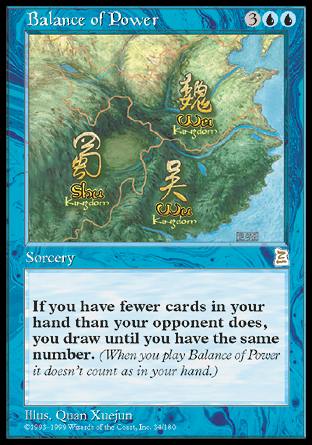 Balance of Power 3
魏
Wei
Kingdom
蜀
Shu
Kingdom
吴
Wu
Kingdom
Sorcery
If you have fewer cards in your
hand than your opponent does,
you draw until you have the same
number. (When you play Balance of Power
it doesn't count as in your hand.)
Illus. Quan Xuejun
©1993-1999 Wizards of the Coast, Inc. 34/180